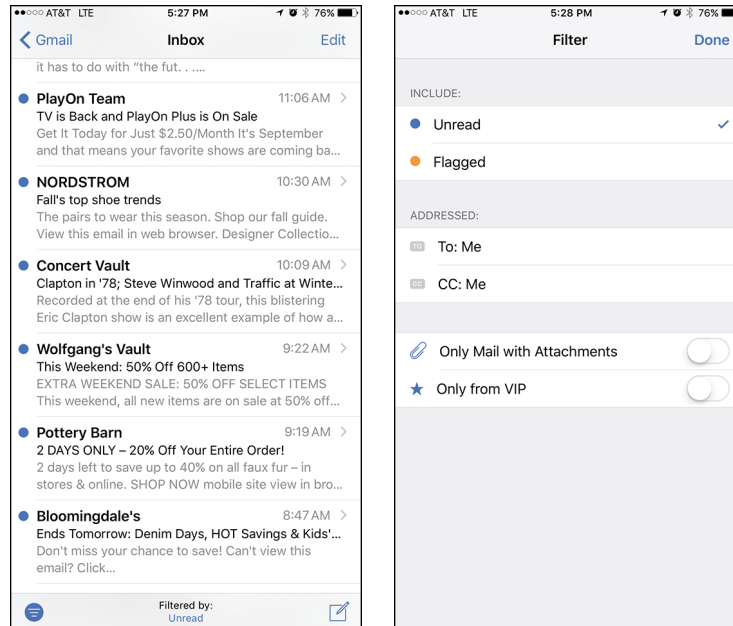 AT&T LTE 5:27 PM 76%
Gmail Inbox Edit
it has to do with “the fut. . ....
PlayOn Team 11:06 AM
TV is Back and PlayOn Plus is On Sale
Get It Today for Just $2.50/Month It's September
and that means your favorite shows are coming ba...
NORDSTROM 10:30 AM
Fall's top shoe trends
The pairs to wear this season. Shop our fall guide.
View this email in web browser. Designer Collectio...
Concert Vault 10:09 AM
Clapton in '78; Steve Winwood and Traffic at Winte...
Recorded at the end of his '78 tour, this blistering
Eric Clapton show is an excellent example of how a...
Wolfgang's Vault 9:22 AM
This Weekend: 50% Off 600+ Items
EXTRA WEEKEND SALE: 50% OFF SELECT ITEMS
This weekend, all new items are on sale at 50% off...
Pottery Barn 9:19 AM
2 DAYS ONLY – 20% Off Your Entire Order!
2 days left to save up to 40% on all faux fur – in
stores & online. SHOP NOW mobile site view in bro...
Bloomingdale's 8:47 AM
Ends Tomorrow: Denim Days, HOT Savings & Kids'...
Don't miss your chance to save! Can't view this
email? Click...
Filtered by:
Unread
AT&T LTE 5:28 PM 76%
Filter Done
INCLUDE:
Unread
Flagged
ADDRESSED:
TO To: Me
CC CC: Me
Only Mail with Attachments
Only from VIP